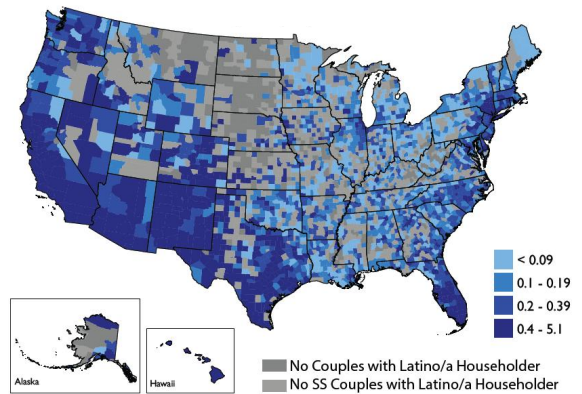 < 0.09
0.1 - 0.19
0.2 - 0.39
0.4 - 5.1
No Couples with Latino/a Householder
No SS Couples with Latino/a Householder
Alaska
Hawaii